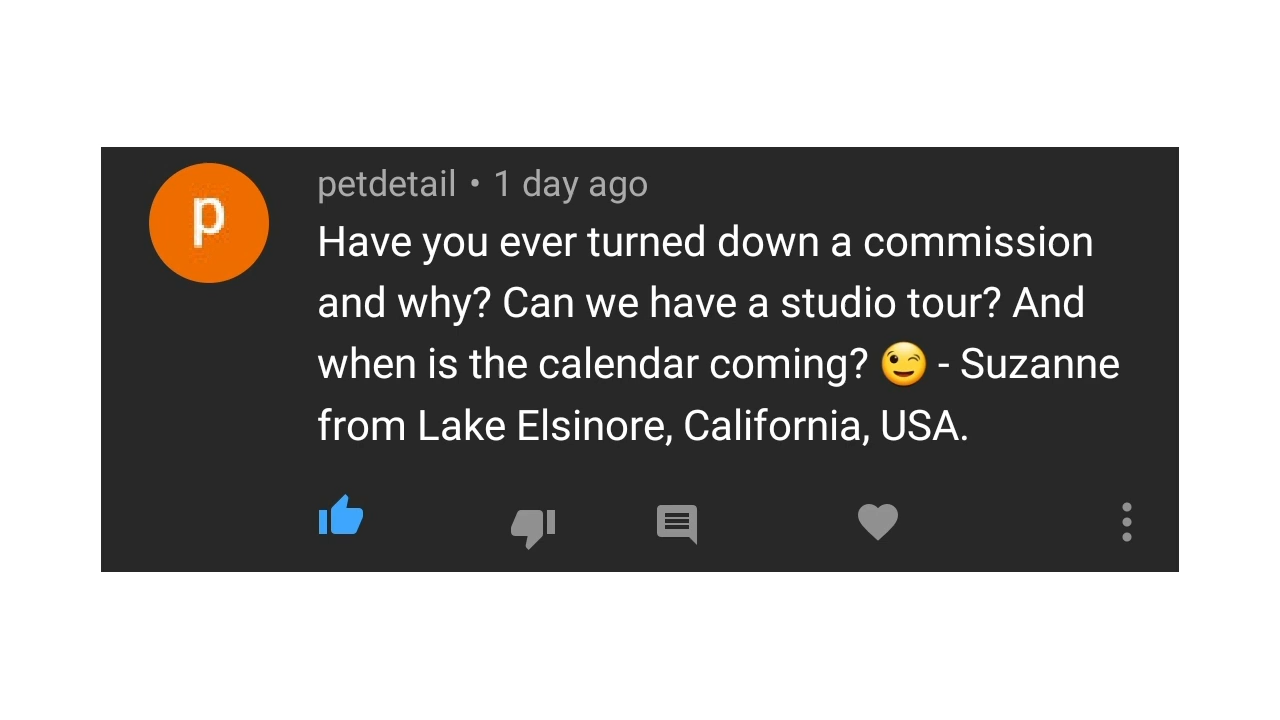 p
petdetail • 1 day ago
Have you ever turned down a commission
and why? Can we have a studio tour? And
when is the calendar coming? 😉 - Suzanne
from Lake Elsinore, California, USA.